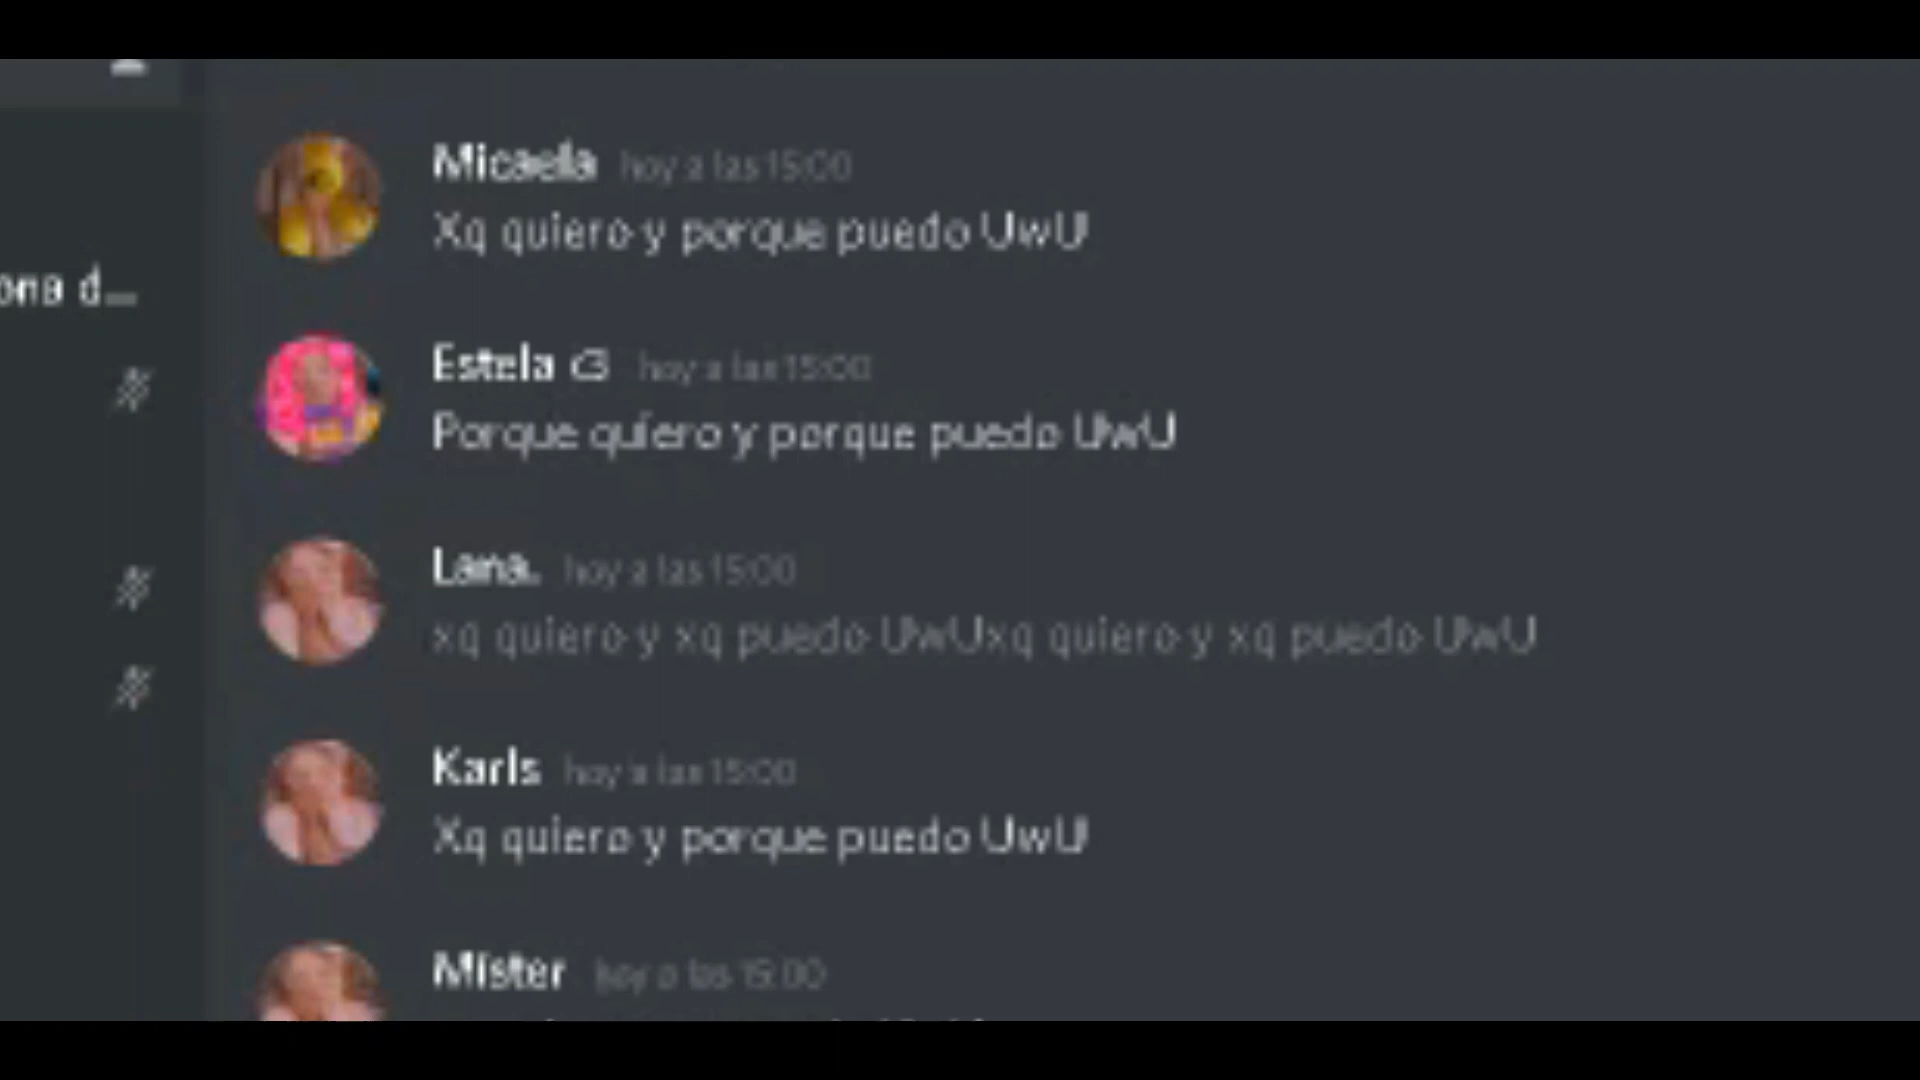 Micaela hoy a las 15:00
Xq quiero y porque puedo UwU
ona d...
Estela <3 hoy a las 15:00
Porque quiero y porque puedo UwU
Lana. hoy a las 15:00
xq quiero y xq puedo UwUxq quiero y xq puedo UwU
Karls hoy a las 15:00
Xq quiero y porque puedo UwU
Mister hoy a las 15:00